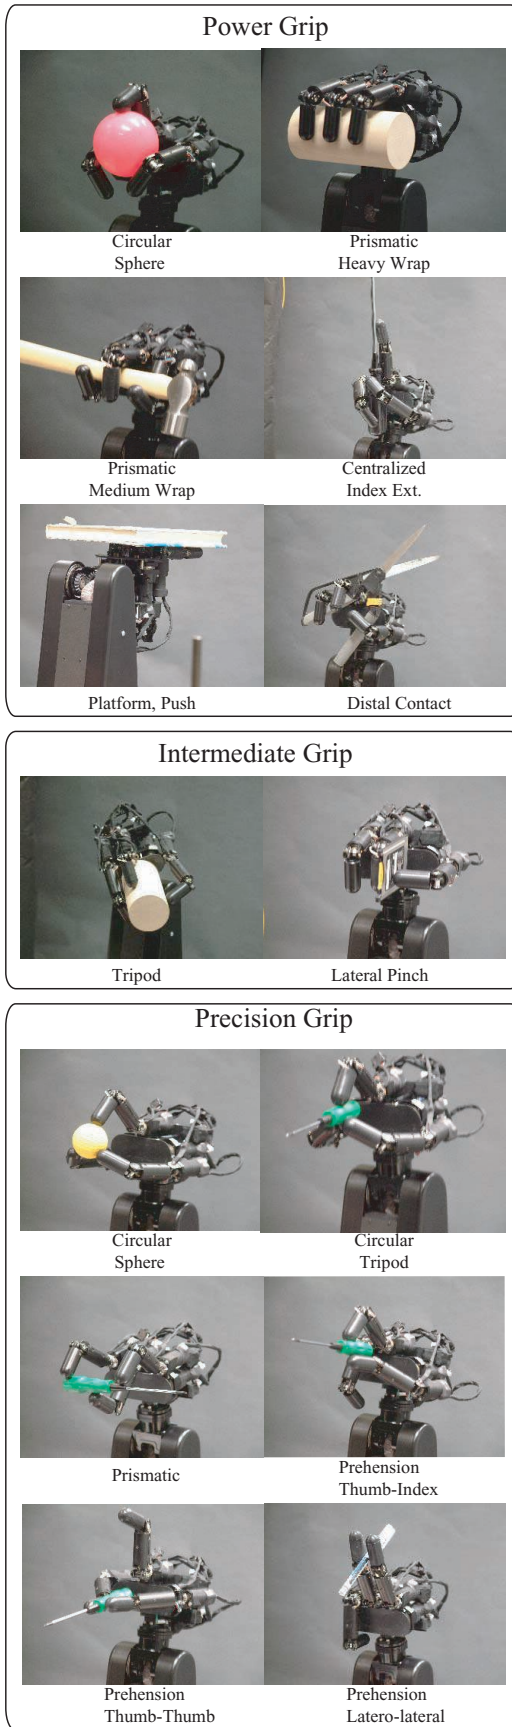 Power Grip
Circular
Sphere
Prismatic
Heavy Wrap
Prismatic
Medium Wrap
Centralized
Index Ext.
Platform, Push
Distal Contact
Intermediate Grip
Tripod
Lateral Pinch
Precision Grip
Circular
Sphere
Circular
Tripod
Prismatic
Prehension
Thumb-Index
Prehension
Thumb-Thumb
Prehension
Latero-lateral